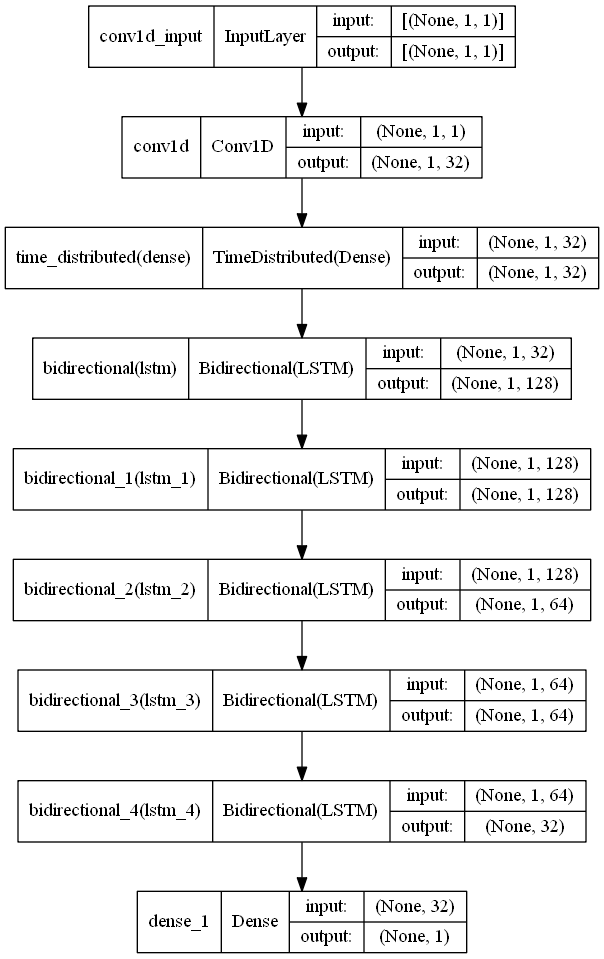 conv1d_input InputLayer input: [(None, 1, 1)]
output: [(None, 1, 1)]
conv1d Conv1D input: (None, 1, 1)
output: (None, 1, 32)
time_distributed(dense) TimeDistributed(Dense) input: (None, 1, 32)
output: (None, 1, 32)
bidirectional(lstm) Bidirectional(LSTM) input: (None, 1, 32)
output: (None, 1, 128)
bidirectional_1(lstm_1) Bidirectional(LSTM) input: (None, 1, 128)
output: (None, 1, 128)
bidirectional_2(lstm_2) Bidirectional(LSTM) input: (None, 1, 128)
output: (None, 1, 64)
bidirectional_3(lstm_3) Bidirectional(LSTM) input: (None, 1, 64)
output: (None, 1, 64)
bidirectional_4(lstm_4) Bidirectional(LSTM) input: (None, 1, 64)
output: (None, 32)
dense_1 Dense input: (None, 32)
output: (None, 1)